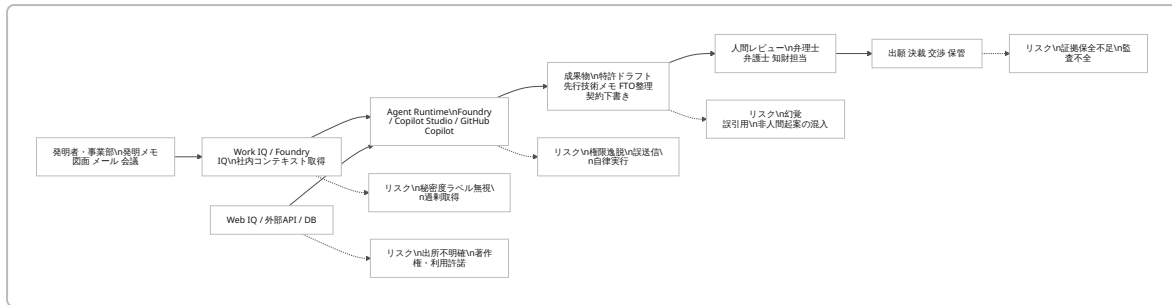 発明者・事業部\n発明メモ
図面 メール 会議
Work IQ / Foundry
IQ\n社内コンテキスト取得
Web IQ / 外部API / DB
Agent Runtime\nFoundry
/ Copilot Studio / GitHub
Copilot
リスク\n秘密度ラベル無視\
n過剰取得
リスク\n出所不明確\n著作
権・利用許諾
成果物\n特許ドラフト
先行技術メモ FTO整理
契約下書き
リスク\n権限逸脱\n誤送信\
n自律実行
人間レビュー\n弁理士
弁護士 知財担当
リスク\n幻覚
誤引用\n非人間起案の混入
出願 決裁 交渉 保管
リスク\n証拠保全不足\n監
査不全